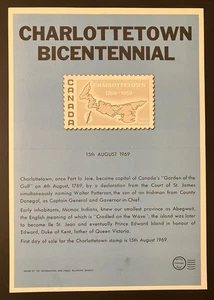 CHARLOTTETOWN
BICENTENNIAL
CHARLOTTETOWN
1768-1968
CANADA
15th AUGUST 1969
Charlottetown, once Port la Joie, became capital of Canada's "Garden of the
Gulf" on 4th August, 1769, by a declaration from the Court of St. James
simultaneously naming Walter Patterson, the son of an Irishman from County
Donegal, as Captain General and Governor-in-Chief.
Early inhabitants, Micmac Indians, knew our smallest province as Abegweit,
the English meaning of which is "Cradled on the Wave"; the island was later
to become Ile St. Jean and eventually Prince Edward Island in honour of
Edward, Duke of Kent, father of Queen Victoria.
First day of sale for the Charlottetown stamp is 15th August 1969.